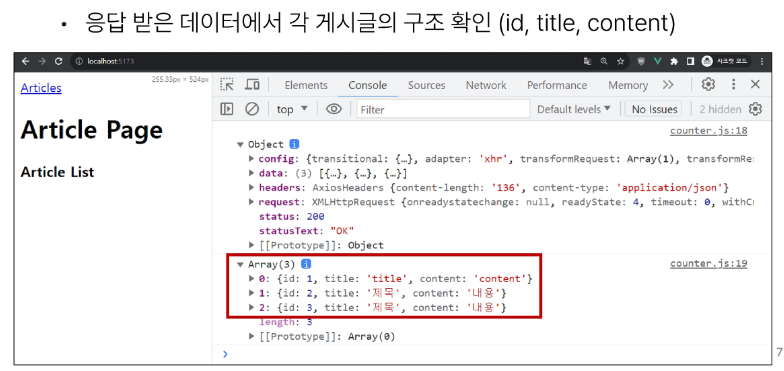 • 응답 받은 데이터에서 각 게시글의 구조 확인 (id, title, content)
localhost:5173
시크릿 모드
Articles
255.33px × 524px
Elements Console Sources Network Performance Memory
top ▼ Filter Default levels ▼ No Issues 2 hidden
Article Page
Article List
counter.js:18
▼ Object
▶ config: {transitional: {…}, adapter: 'xhr', transformRequest: Array(1), transformRe
▶ data: (3) [{…}, {…}, {…}]
▶ headers: AxiosHeaders {content-length: '136', content-type: 'application/json'}
▶ request: XMLHttpRequest {onreadystatechange: null, readyState: 4, timeout: 0, withC
status: 200
statusText: "OK"
▶ [[Prototype]]: Object
▼ Array(3) counter.js:19
▶ 0: {id: 1, title: 'title', content: 'content'}
▶ 1: {id: 2, title: '제목', content: '내용'}
▶ 2: {id: 3, title: '제목', content: '내용'}
length: 3
▶ [[Prototype]]: Array(0)
7